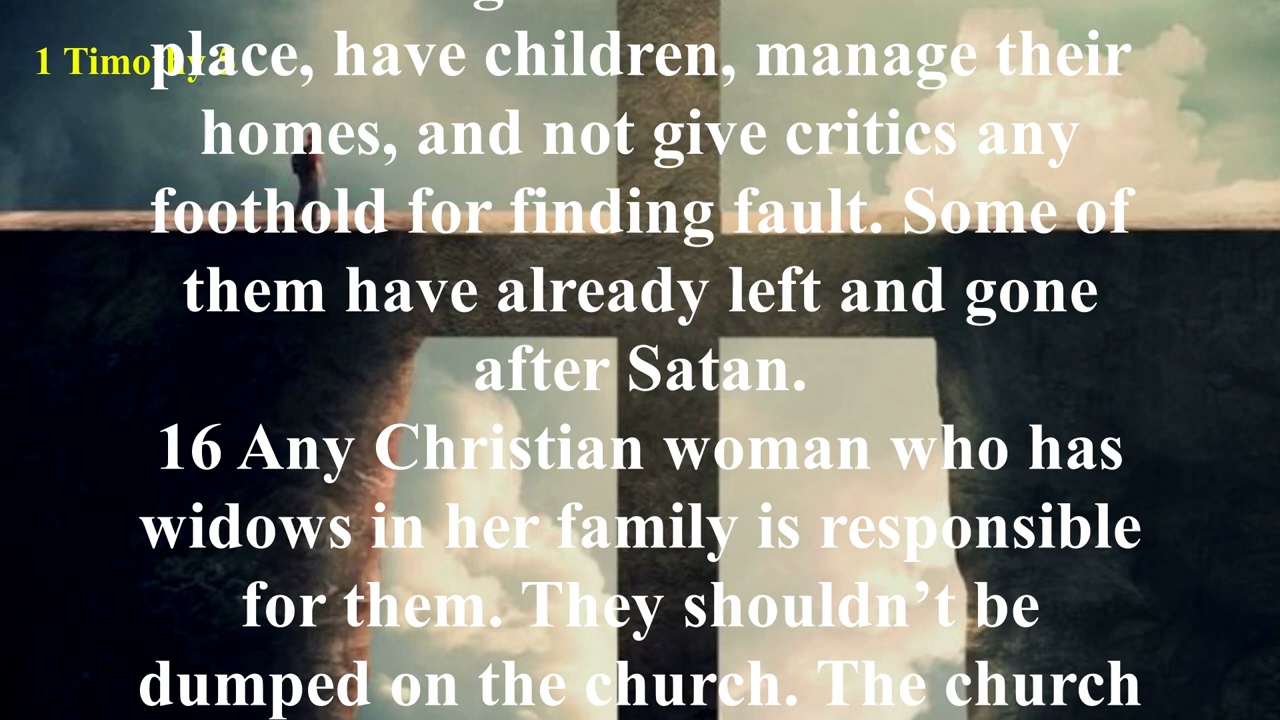 1 Timothy 5
place, have children, manage their
homes, and not give critics any
foothold for finding fault. Some of
them have already left and gone
after Satan.
16 Any Christian woman who has
widows in her family is responsible
for them. They shouldn’t be
dumped on the church. The church